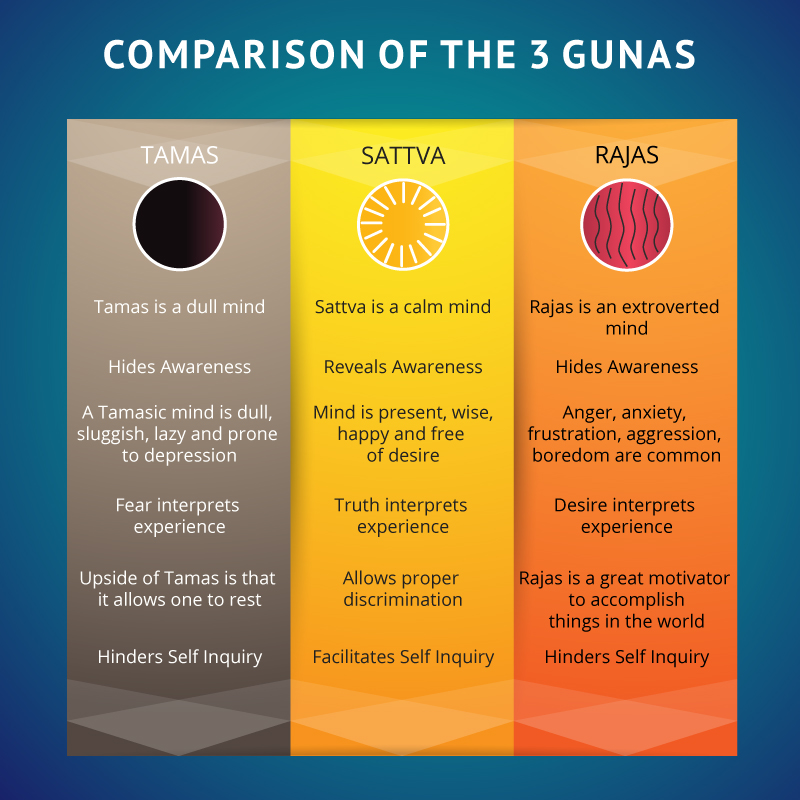 COMPARISON OF THE 3 GUNAS
TAMAS
Tamas is a dull mind
Hides Awareness
A Tamasic mind is dull,
sluggish, lazy and prone
to depression
Fear interprets
experience
Upside of Tamas is that
it allows one to rest
Hinders Self Inquiry
SATTVA
Sattva is a calm mind
Reveals Awareness
Mind is present, wise,
happy and free
of desire
Truth interprets
experience
Allows proper
discrimination
Facilitates Self Inquiry
RAJAS
Rajas is an extroverted
mind
Hides Awareness
Anger, anxiety,
frustration, aggression,
boredom are common
Desire interprets
experience
Rajas is a great motivator
to accomplish
things in the world
Hinders Self Inquiry